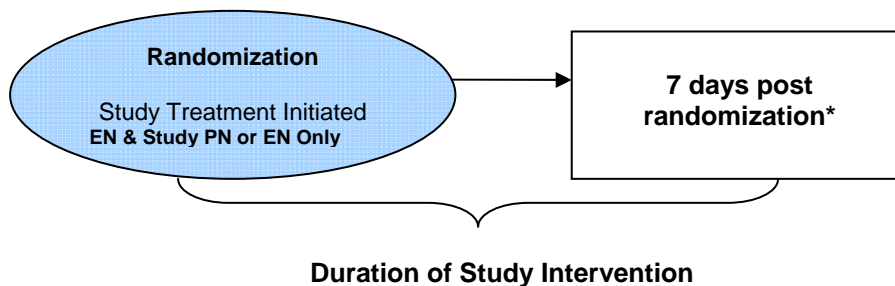 Randomization
Study Treatment Initiated
EN & Study PN or EN Only
7 days post
randomization*
Duration of Study Intervention